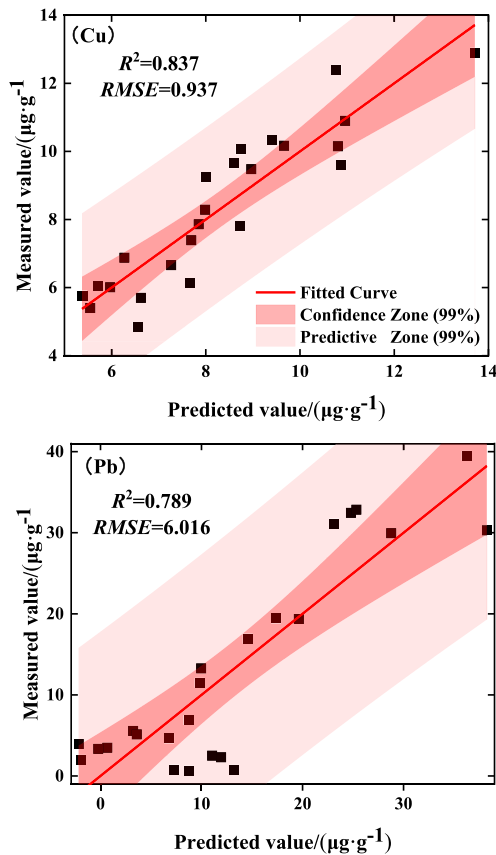 （Cu）
R²=0.837
RMSE=0.937
14
12
10
8
6
4
Measured value/(μg·g⁻¹)
Fitted Curve
Confidence Zone (99%)
Predictive Zone (99%)
6 8 10 12 14
Predicted value/(μg·g⁻¹)
（Pb）
R²=0.789
RMSE=6.016
40
30
20
10
0
Measured value/(μg·g⁻¹)
0 10 20 30
Predicted value/(μg·g⁻¹)